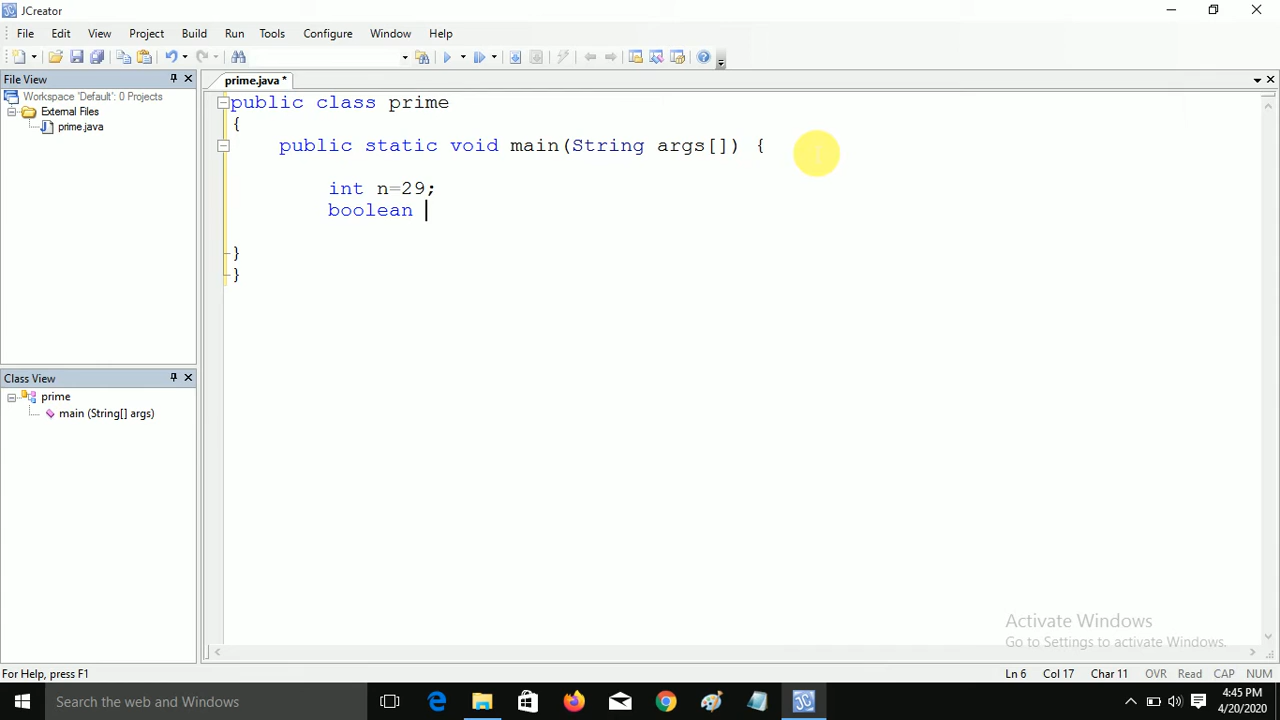 JCreator
File Edit View Project Build Run Tools Configure Window Help
File View
prime.java *
Workspace 'Default': 0 Projects
External Files
prime.java
public class prime
{
public static void main(String args[]) {
int n=29;
boolean
}
}
Class View
prime
main (String[] args)
Activate Windows
Go to Settings to activate Windows.
For Help, press F1
Ln 6 Col 17 Char 11 OVR Read CAP NUM
Search the web and Windows
JC
4:45 PM
4/20/2020